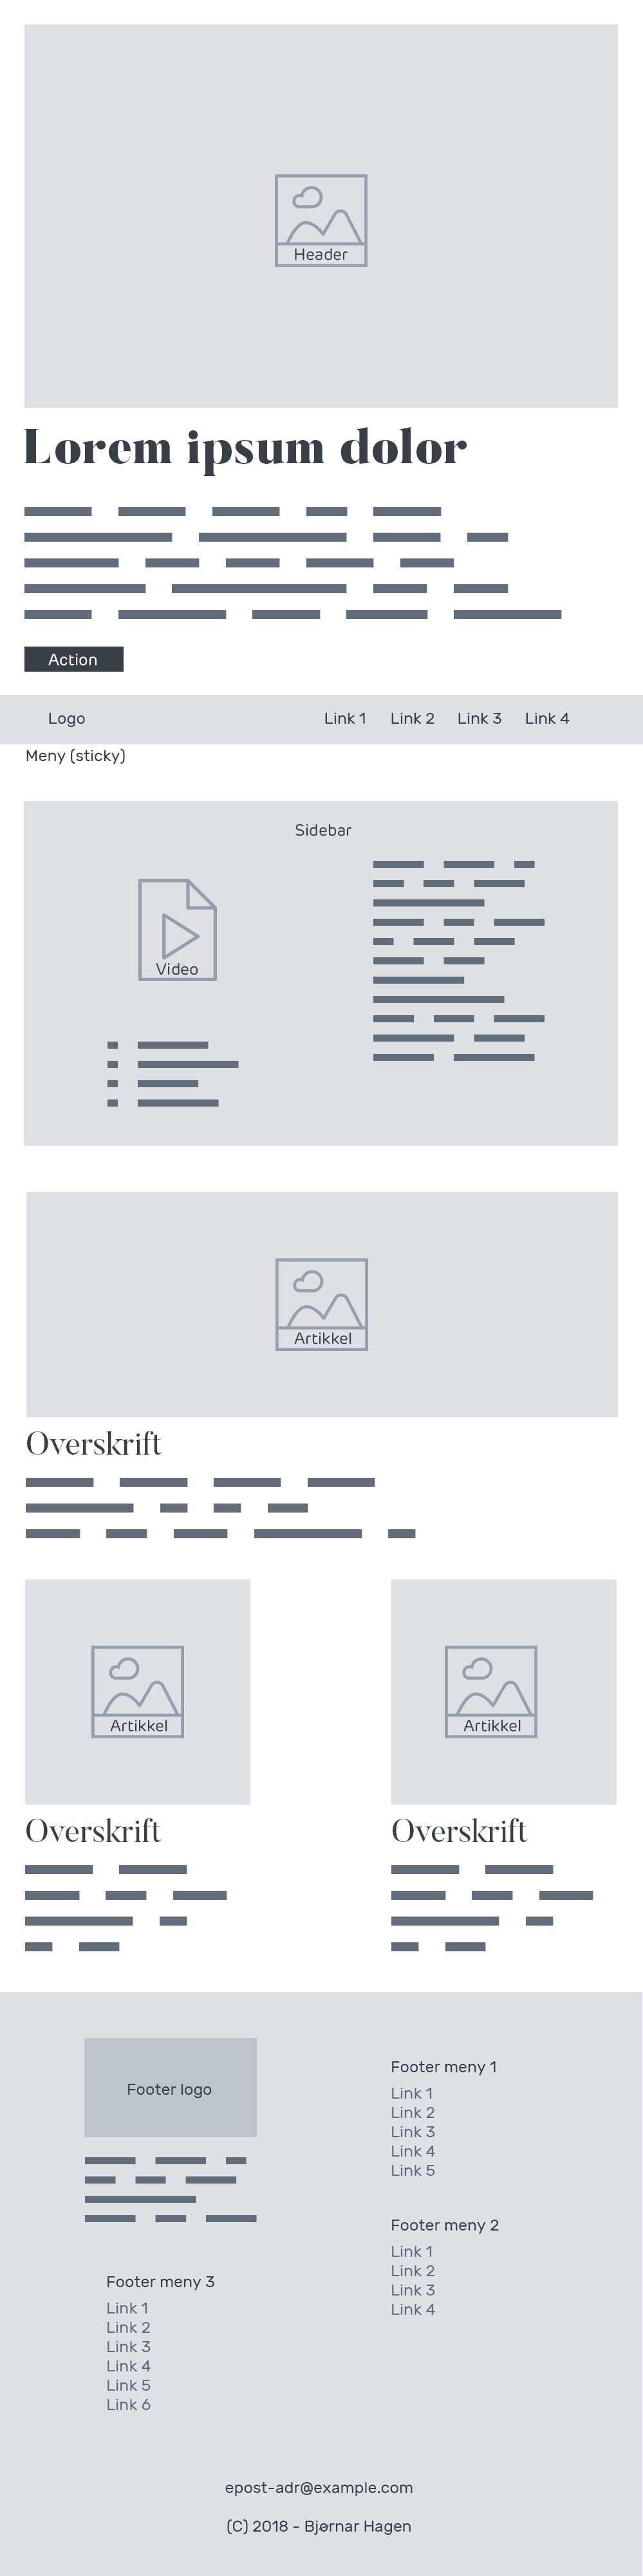 Header
Lorem ipsum dolor
Action
Logo Link 1 Link 2 Link 3 Link 4
Meny (sticky)
Sidebar
Video
Artikkel
Overskrift
Artikkel
Overskrift
Artikkel
Overskrift
Footer logo
Footer meny 1
Link 1
Link 2
Link 3
Link 4
Link 5
Footer meny 2
Link 1
Link 2
Link 3
Link 4
Footer meny 3
Link 1
Link 2
Link 3
Link 4
Link 5
Link 6
epost-adr@example.com
(C) 2018 - Bjørnar Hagen